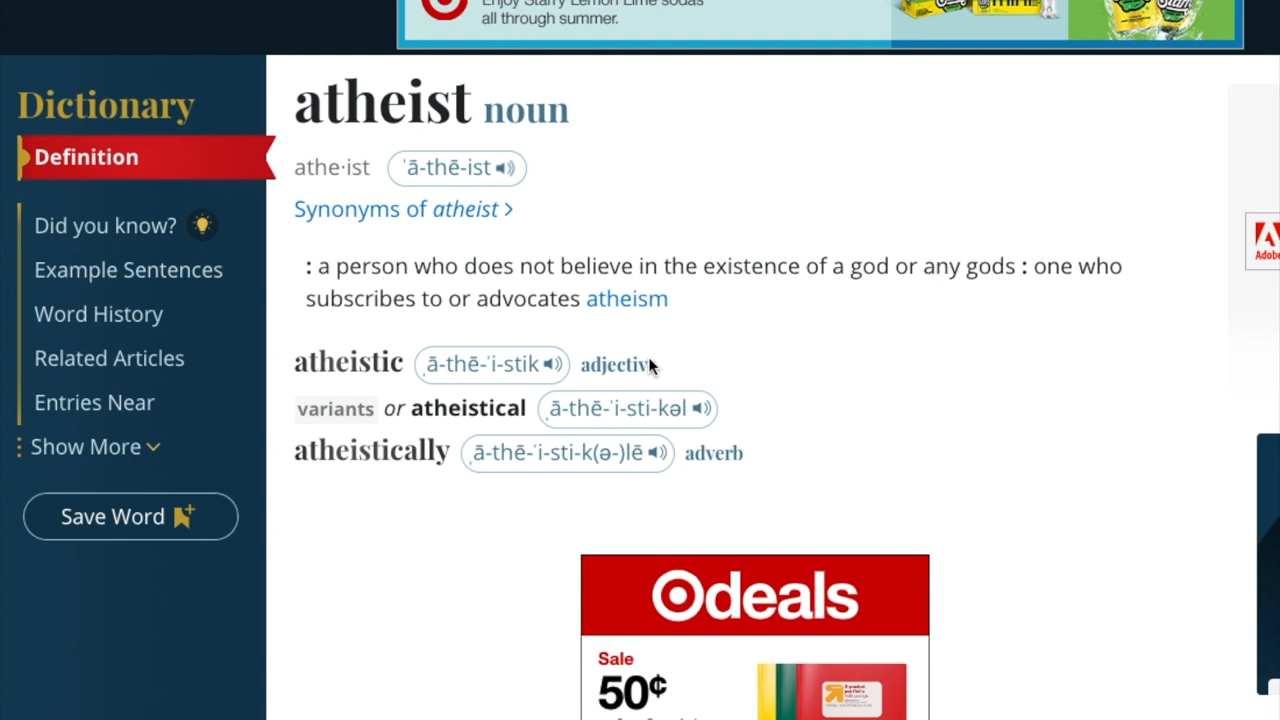 Enjoy Starry Lemon Lime sodas
all through summer.
Dictionary
Definition
Did you know?
Example Sentences
Word History
Related Articles
Entries Near
Show More
Save Word
atheist noun
athe·ist ˈā-thē-ist
Synonyms of atheist
: a person who does not believe in the existence of a god or any gods : one who
subscribes to or advocates atheism
atheistic ˌā-thē-ˈi-stik adjective
variants or atheistical ˌā-thē-ˈi-sti-kəl
atheistically ˌā-thē-ˈi-sti-k(ə-)lē adverb
Adobe
deals
Sale
50¢